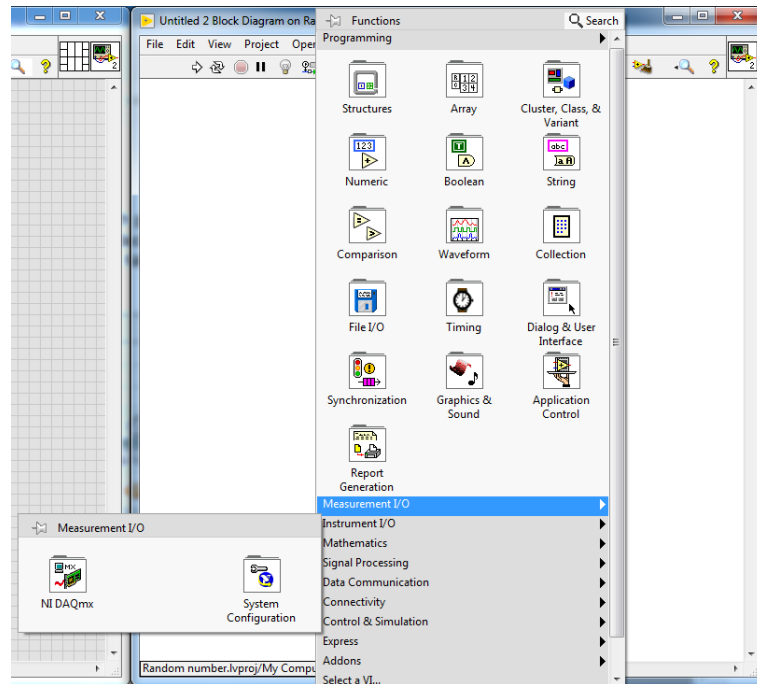 Untitled 2 Block Diagram on Ra
File Edit View Project Oper
Functions
Search
Programming
Structures
Array
Cluster, Class, &
Variant
Numeric
Boolean
String
Comparison
Waveform
Collection
File I/O
Timing
Dialog & User
Interface
Synchronization
Graphics &
Sound
Application
Control
Report
Generation
Measurement I/O
Instrument I/O
Mathematics
Signal Processing
Data Communication
Connectivity
Control & Simulation
Express
Addons
Select a VI...
Measurement I/O
NI DAQmx
System
Configuration
Random number.lvproj/My Compu